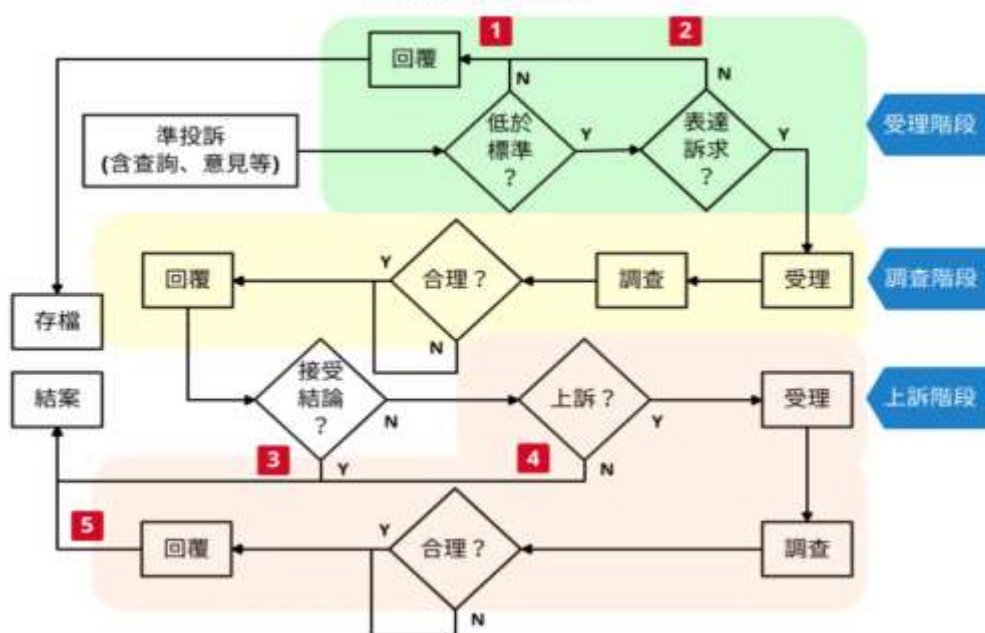 1
2
回覆
N
N
準投訴
(含查詢、意見等)
低於
標準
?
Y
表達
訴求
?
Y
受理階段
回覆
Y
合理?
N
調查
受理
調查階段
存檔
結案
接受
結論
?
N
上訴?
Y
受理
上訴階段
3
Y
4
N
5
回覆
Y
合理?
N
調查